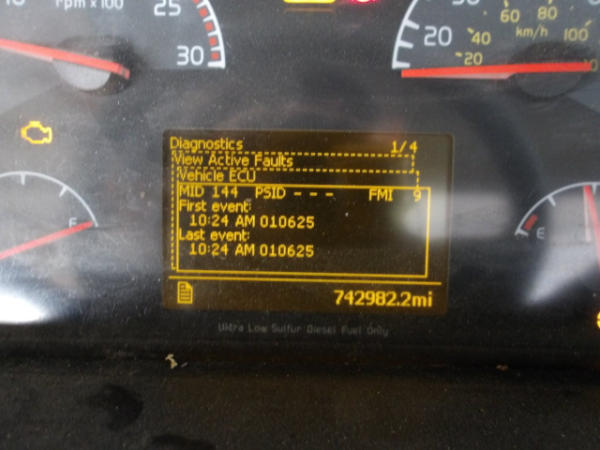 rpm x 100
25
30
20
40
60
80
km/h
100
20
Diagnostics 1/4
View Active Faults
Vehicle ECU
MID 144 PSID - - - FMI 9
First event:
10:24 AM 010625
Last event:
10:24 AM 010625
742982.2mi
Ultra Low Sulfur Diesel Fuel Only
F
E